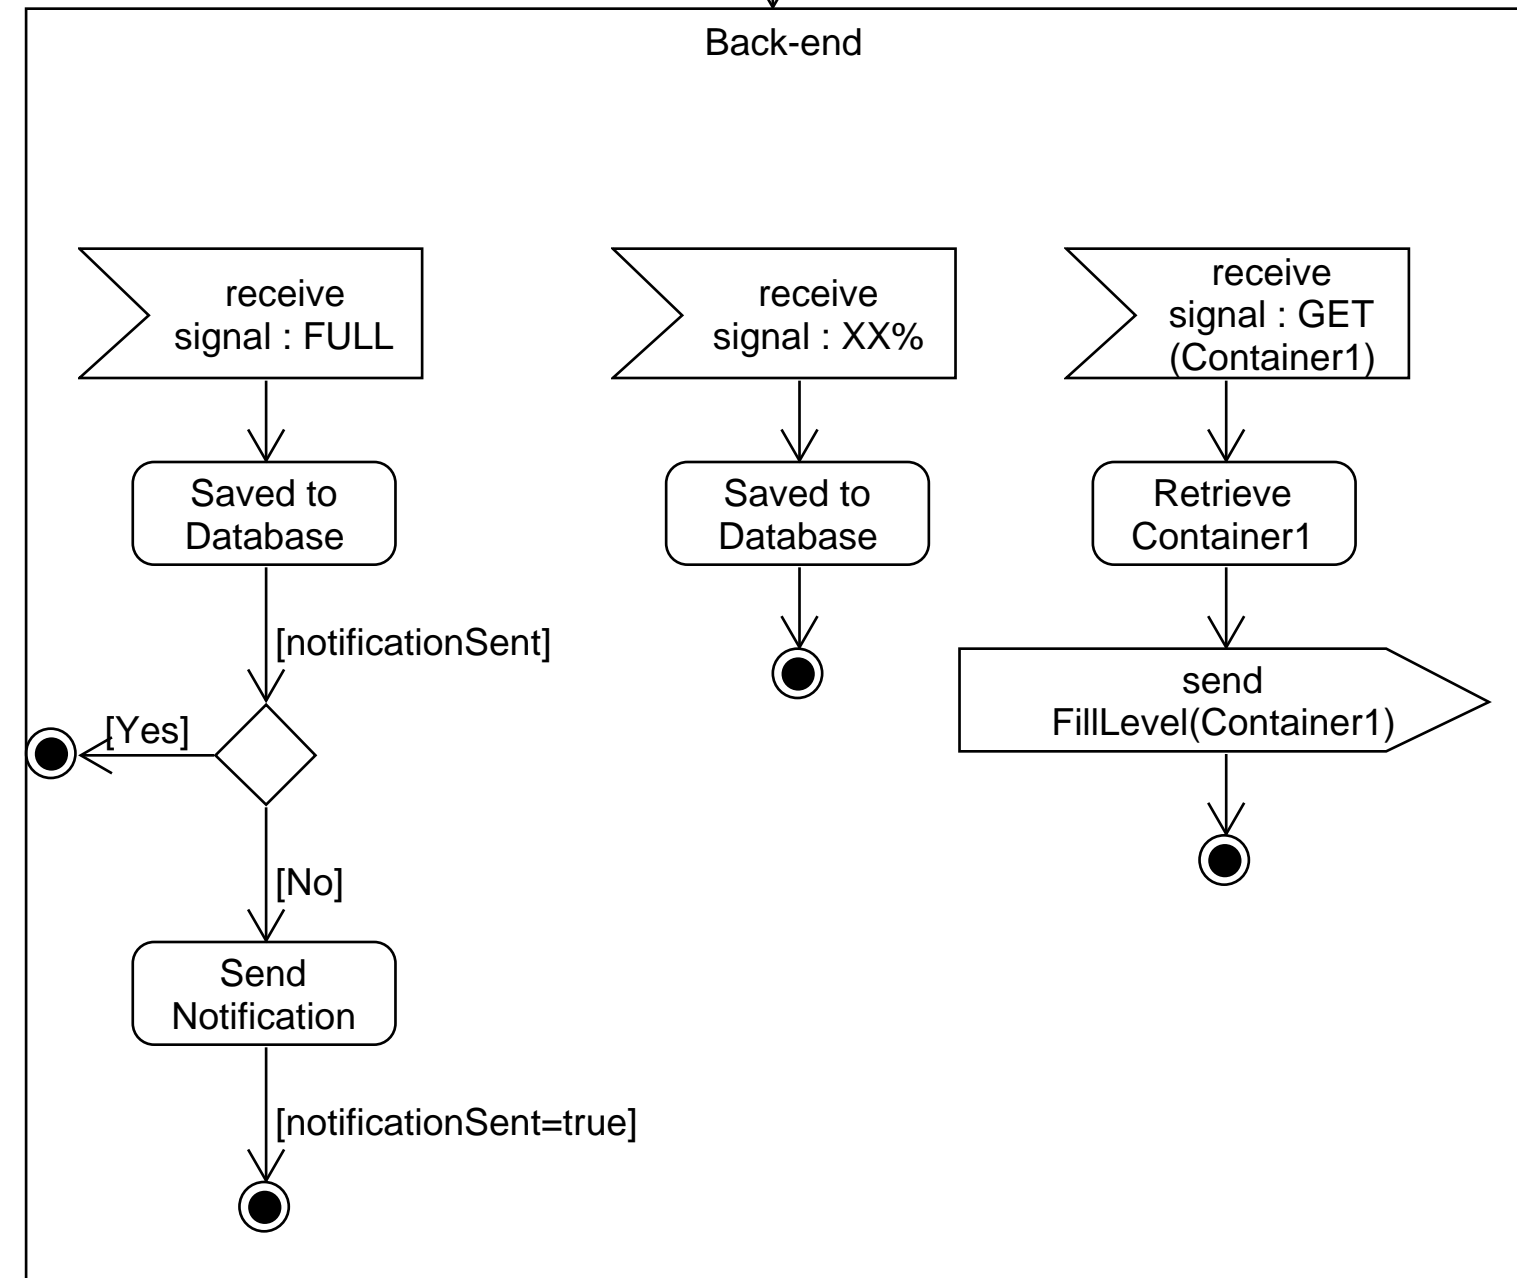 Back-end
receive
signal : FULL
receive
signal : XX%
receive
signal : GET
(Container1)
Saved to
Database
Saved to
Database
Retrieve
Container1
[notificationSent]
send
FillLevel(Container1)
[Yes]
[No]
Send
Notification
[notificationSent=true]